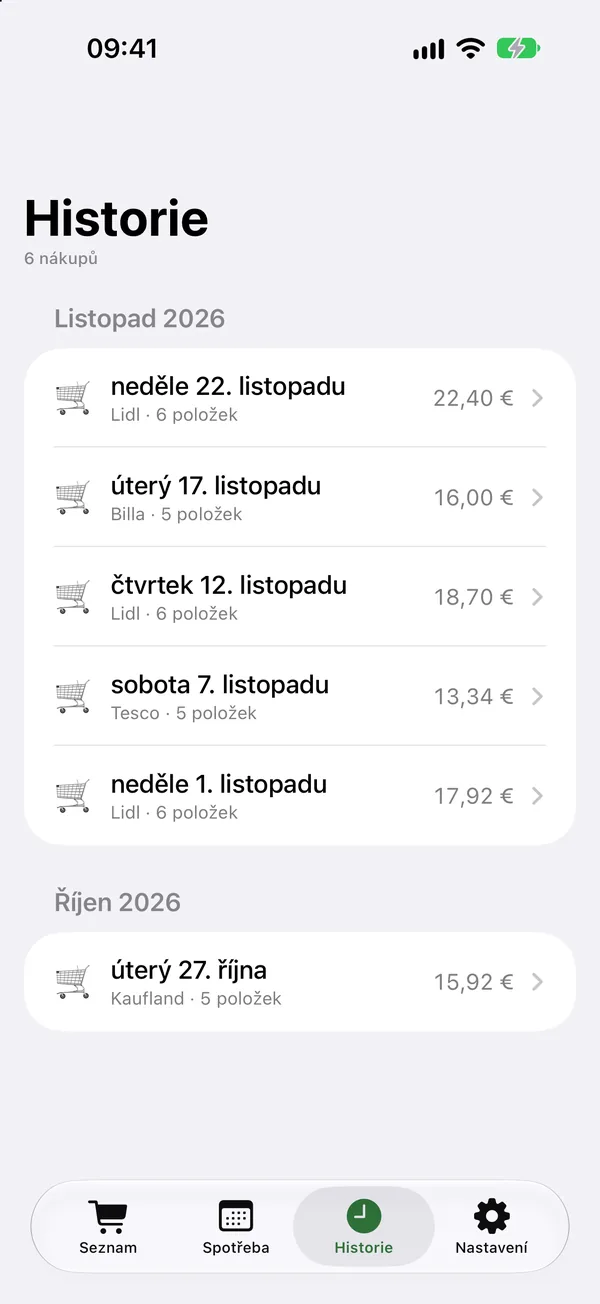 09:41
Historie
6 nákupů
Listopad 2026
neděle 22. listopadu
Lidl · 6 položek
22,40 €
úterý 17. listopadu
Billa · 5 položek
16,00 €
čtvrtek 12. listopadu
Lidl · 6 položek
18,70 €
sobota 7. listopadu
Tesco · 5 položek
13,34 €
neděle 1. listopadu
Lidl · 6 položek
17,92 €
Říjen 2026
úterý 27. října
Kaufland · 5 položek
15,92 €
Seznam
Spotřeba
Historie
Nastavení